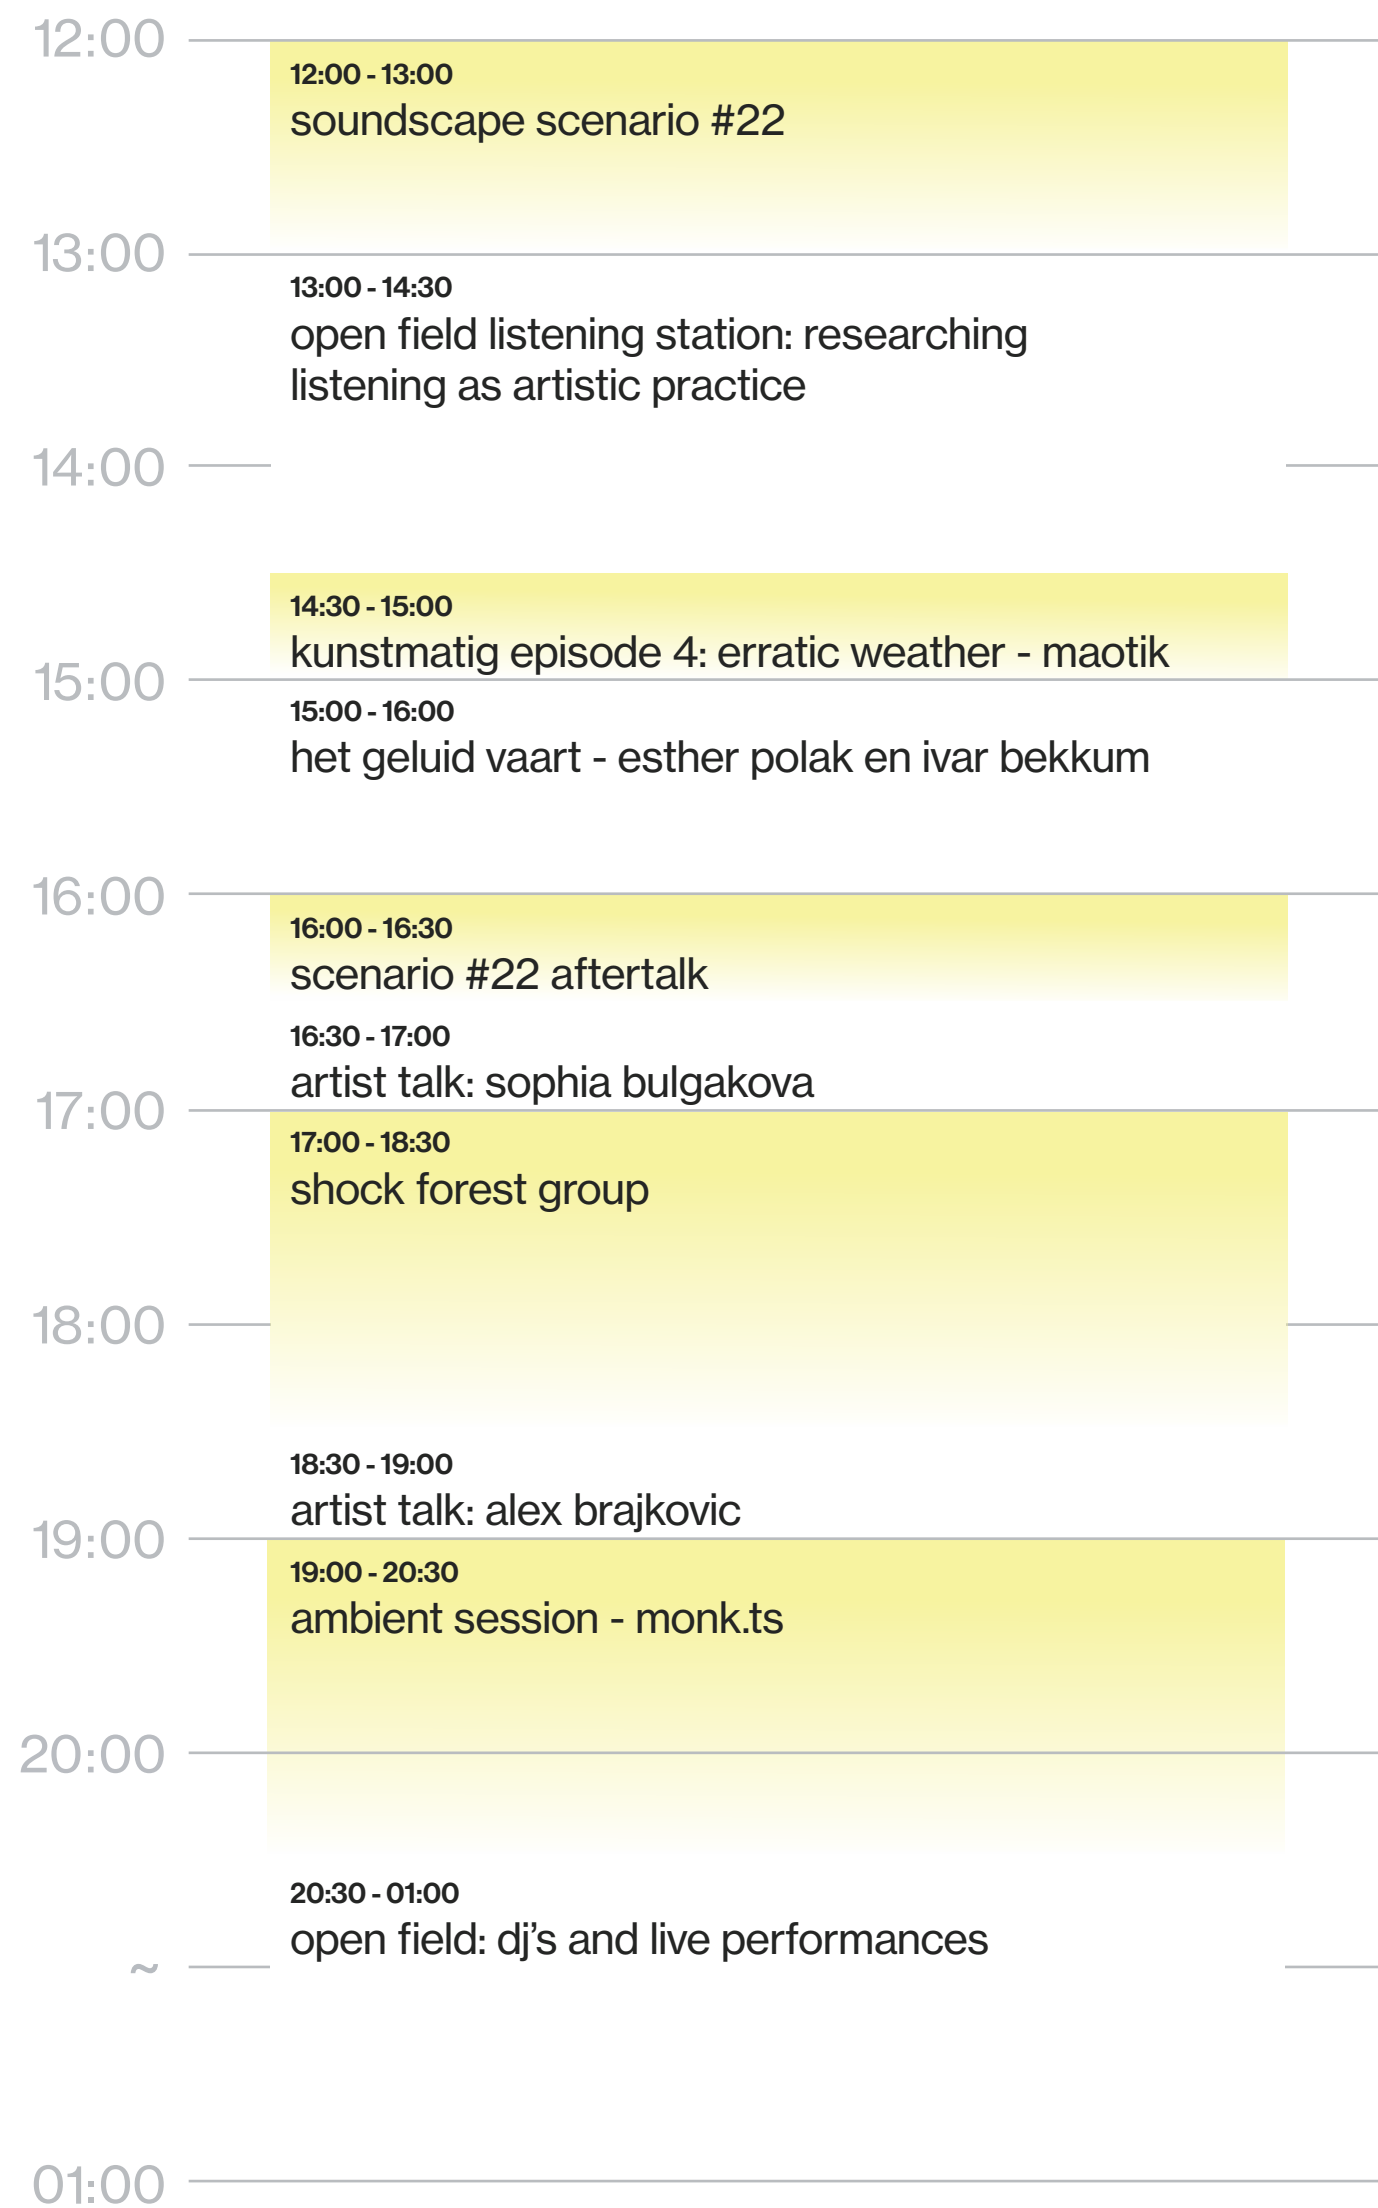 12:00
12:00 - 13:00
soundscape scenario #22
13:00
13:00 - 14:30
open field listening station: researching
listening as artistic practice
14:00
14:30 - 15:00
kunstmatig episode 4: erratic weather - maotik
15:00
15:00 - 16:00
het geluid vaart - esther polak en ivar bekkum
16:00
16:00 - 16:30
scenario #22 aftertalk
16:30 - 17:00
artist talk: sophia bulgakova
17:00
17:00 - 18:30
shock forest group
18:00
18:30 - 19:00
artist talk: alex brajkovic
19:00
19:00 - 20:30
ambient session - monk.ts
20:00
20:30 - 01:00
open field: dj’s and live performances
~
01:00